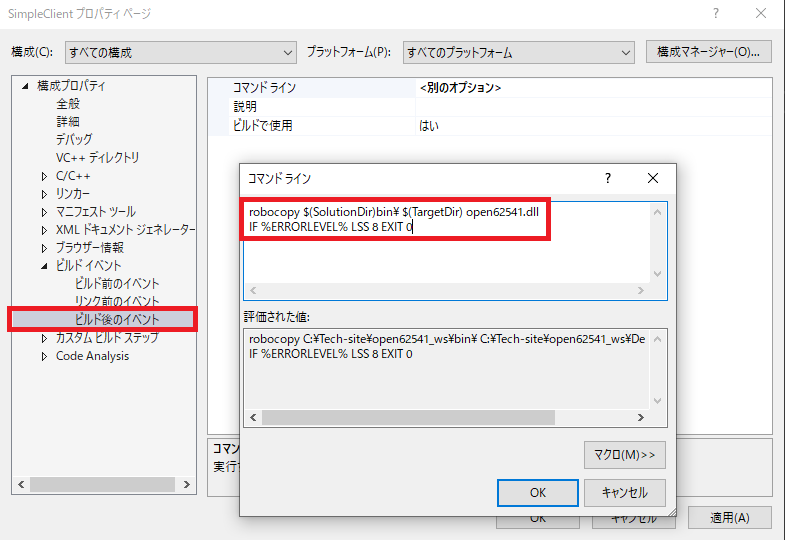 SimpleClient プロパティ ページ
構成(C):
すべての構成
プラットフォーム(P):
すべてのプラットフォーム
構成マネージャー(O)...
構成プロパティ
全般
詳細
デバッグ
VC++ ディレクトリ
C/C++
リンカー
マニフェスト ツール
XML ドキュメント ジェネレーター
ブラウザー情報
ビルド イベント
ビルド前のイベント
リンク前のイベント
ビルド後のイベント
カスタム ビルド ステップ
Code Analysis
コマンド ライン
<別のオプション>
説明
ビルドで使用
はい
コマンド ライン
robocopy $(SolutionDir)bin¥ $(TargetDir) open62541.dll
IF %ERRORLEVEL% LSS 8 EXIT 0
評価された値:
robocopy C:¥Tech-site¥open62541_ws¥bin¥ C:¥Tech-site¥open62541_ws¥De
IF %ERRORLEVEL% LSS 8 EXIT 0
マクロ(M)>>
OK
キャンセル
コマン
実行
OK
キャンセル
適用(A)